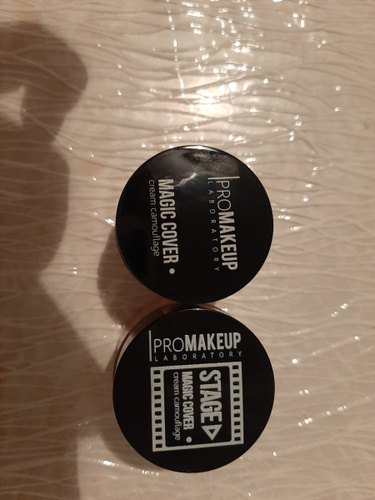 PROMAKEUP
LABORATORY
MAGIC COVER
cream camouflage
PROMAKEUP
LABORATORY
STAGE
MAGIC COVER
cream camouflage